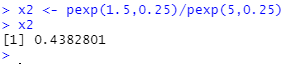 > x2 <- pexp(1.5,0.25)/pexp(5,0.25)
> x2
[1] 0.4382801
>